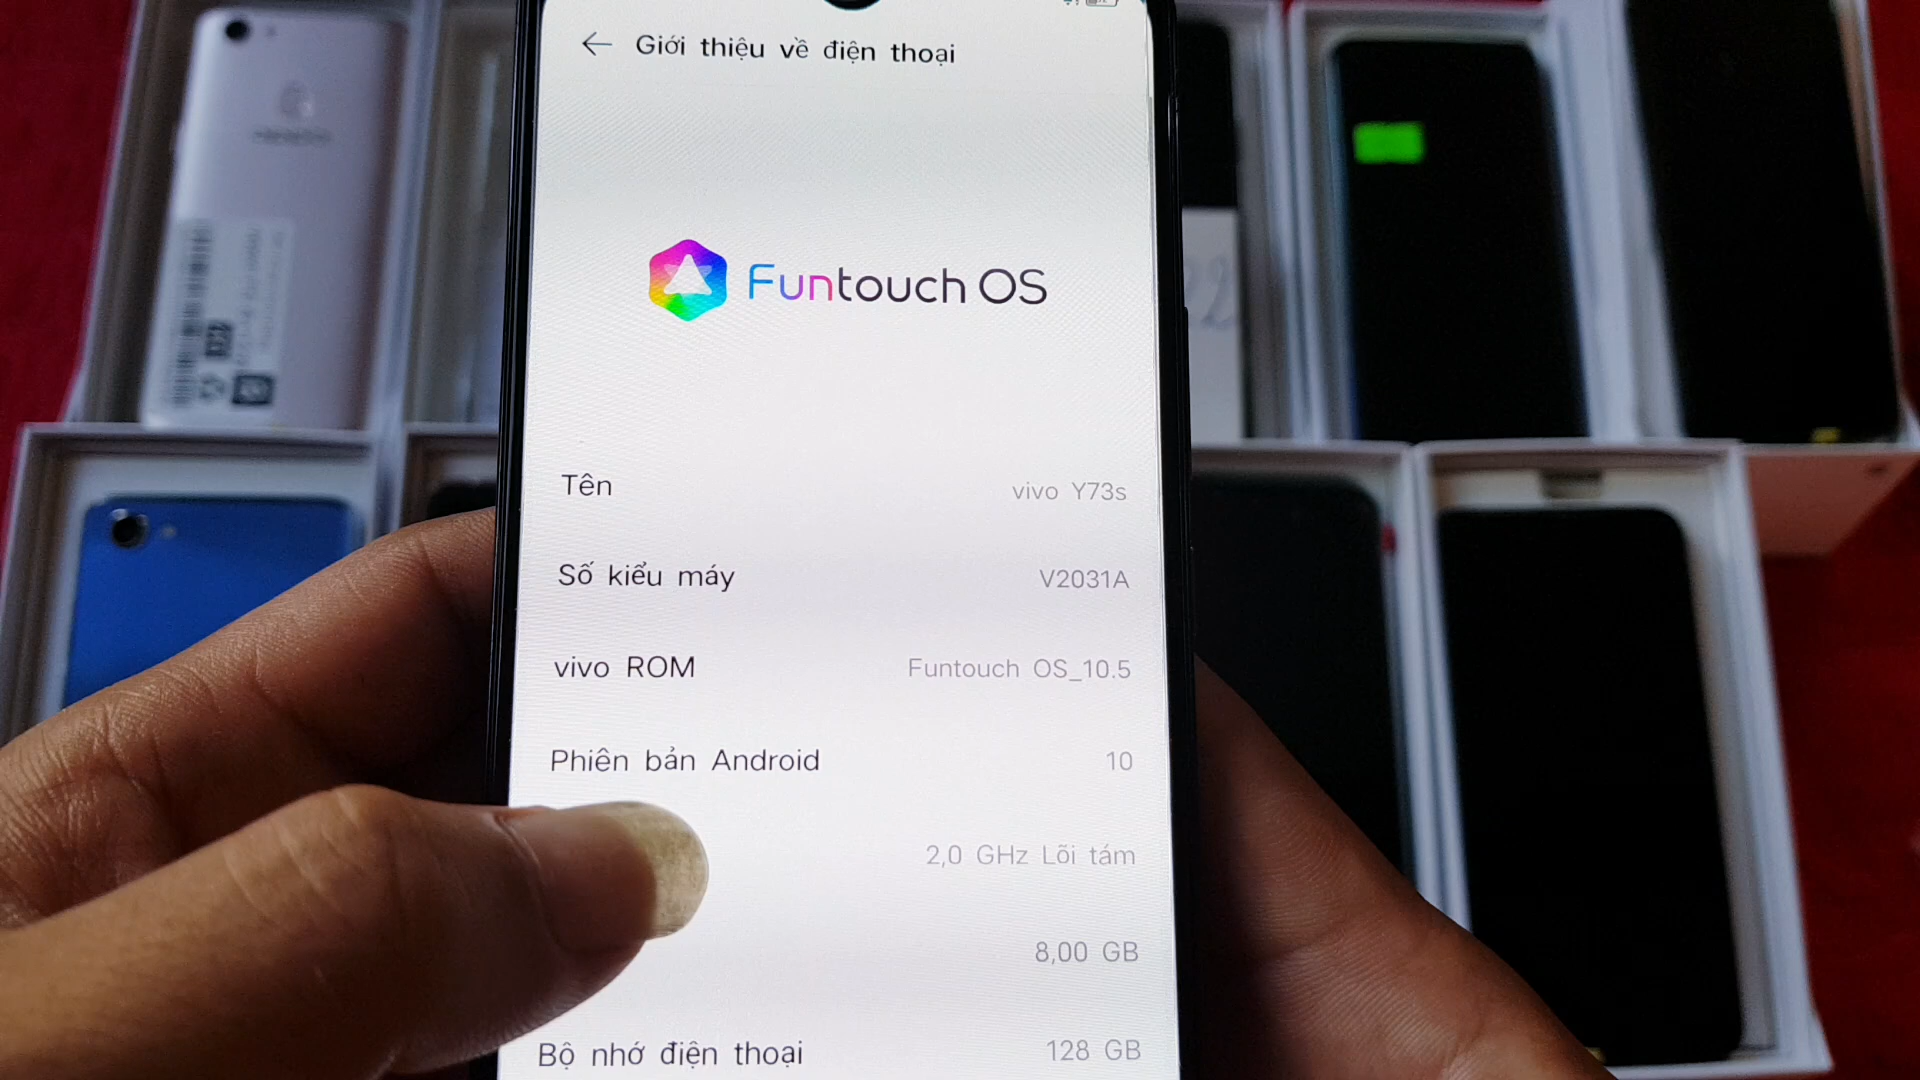 Giới thiệu về điện thoại
Funtouch OS
Tên vivo Y73s
Số kiểu máy V2031A
vivo ROM Funtouch OS_10.5
Phiên bản Android 10
2,0 GHz Lõi tám
8,00 GB
Bộ nhớ điện thoại 128 GB